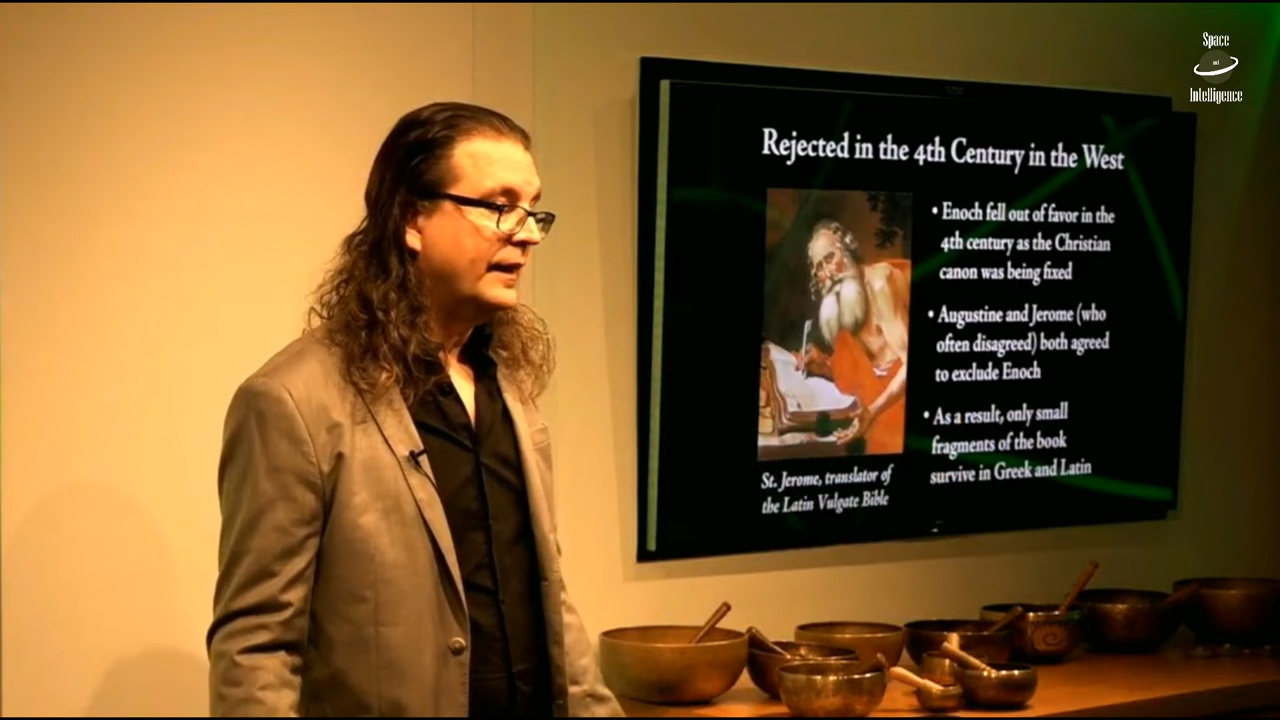 Space
and
Intelligence
Rejected in the 4th Century in the West
• Enoch fell out of favor in the
4th century as the Christian
canon was being fixed
• Augustine and Jerome (who
often disagreed) both agreed
to exclude Enoch
• As a result, only small
fragments of the book
survive in Greek and Latin
St. Jerome, translator of
the Latin Vulgate Bible